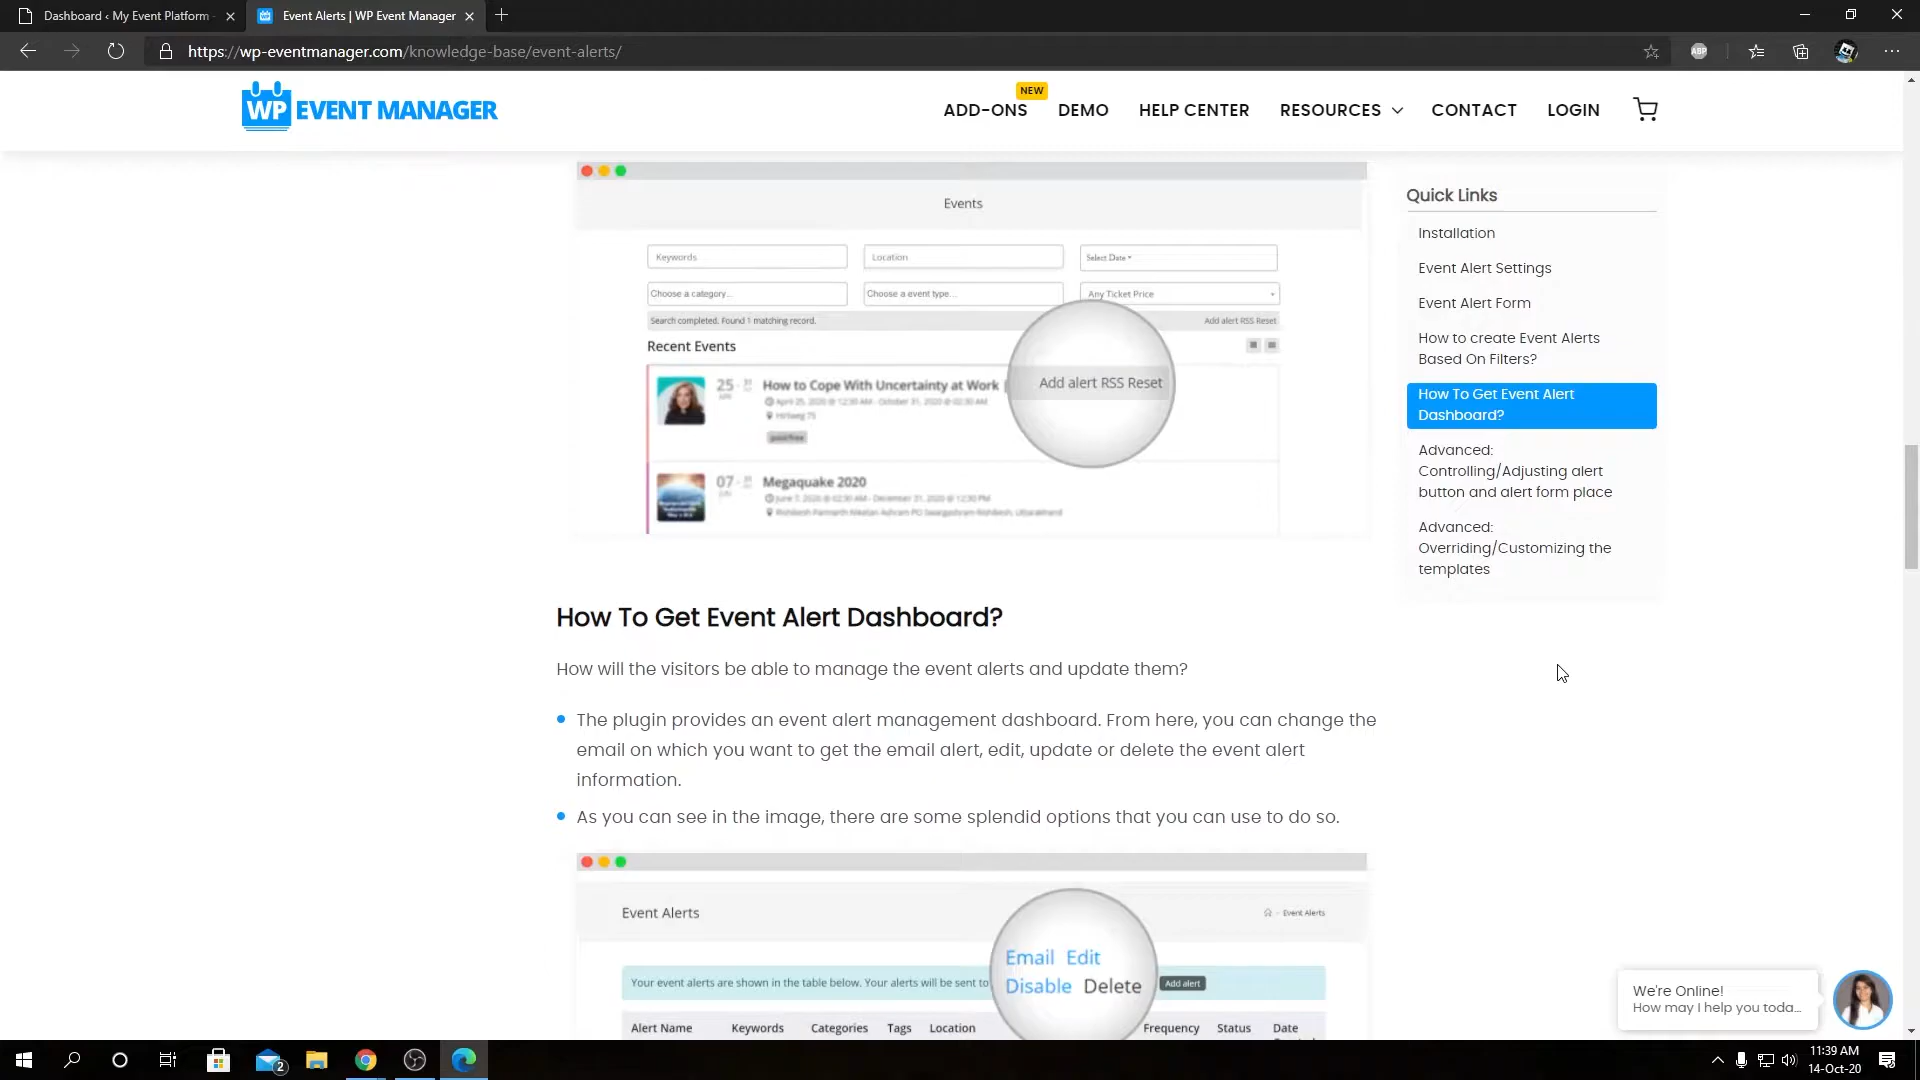 Dashboard ‹ My Event Platform
Event Alerts | WP Event Manager
https://wp-eventmanager.com/knowledge-base/event-alerts/
ABP
WP EVENT MANAGER
NEW
ADD-ONS DEMO HELP CENTER RESOURCES CONTACT LOGIN
Events
Keywords
Location
Select Date
Choose a category...
Choose a event type...
Any Ticket Price
Search completed. Found 1 matching record.
Add alert RSS Reset
Recent Events
25
How to Cope With Uncertainty at Work
April 25, 2020 @ 12:30 AM - October 31, 2020 @ 02:30 AM
Add alert RSS Reset
07
Megaquake 2020
June 7, 2020 @ 02:30 AM - December 31, 2020 @ 12:30 PM
Quick Links
Installation
Event Alert Settings
Event Alert Form
How to create Event Alerts
Based On Filters?
How To Get Event Alert
Dashboard?
Advanced:
Controlling/Adjusting alert
button and alert form place
Advanced:
Overriding/Customizing the
templates
How To Get Event Alert Dashboard?
How will the visitors be able to manage the event alerts and update them?
The plugin provides an event alert management dashboard. From here, you can change the
email on which you want to get the email alert, edit, update or delete the event alert
information.
As you can see in the image, there are some splendid options that you can use to do so.
Event Alerts
Event Alerts
Your event alerts are shown in the table below. Your alerts will be sent to
Email Edit
Disable Delete
Add alert
Alert Name Keywords Categories Tags Location Frequency Status Date
We're Online!
How may I help you toda...
2
11:39 AM
14-Oct-20